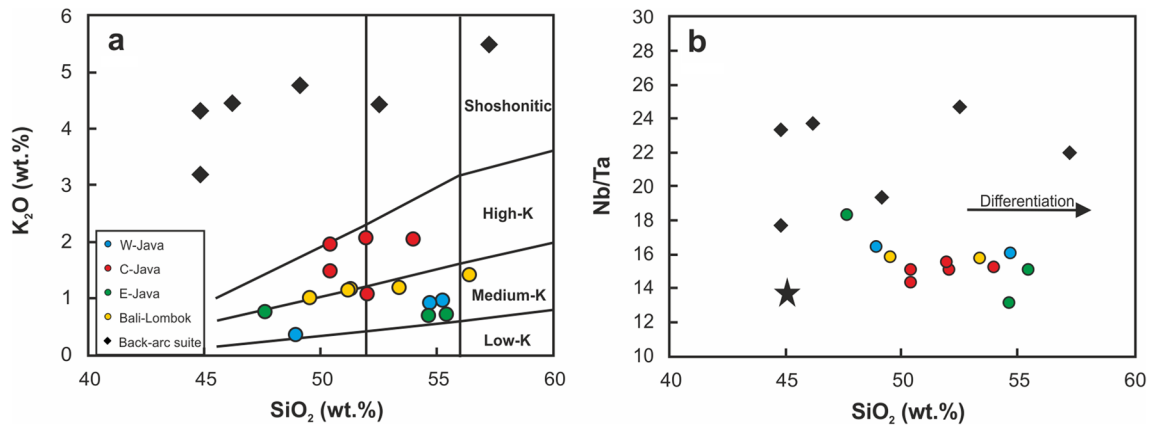 a
6
5
4
3
2
1
0
40
45
50
55
60
K₂O (wt.%)
SiO₂ (wt.%)
Shoshonitic
High-K
Medium-K
Low-K
W-Java
C-Java
E-Java
Bali-Lombok
Back-arc suite
b
30
28
26
24
22
20
18
16
14
12
10
40
45
50
55
60
Nb/Ta
SiO₂ (wt.%)
Differentiation